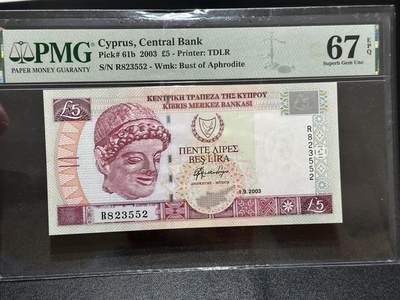 PMG
PAPER MONEY GUARANTY
Cyprus, Central Bank
Pick# 61b 2003 £5 - Printer: TDLR
S/N R823552 - Wmk: Bust of Aphrodite
67 EPQ
Superb Gem Unc
£5
ΚΕΝΤΡΙΚΗ ΤΡΑΠΕΖΑ ΤΗΣ ΚΥΠΡΟΥ
KIBRIS MERKEZ BANKASI
ΠΕΝΤΕ ΛΙΡΕΣ
BEŞ LİRA
1.9.2003
R823552
R823552
£5